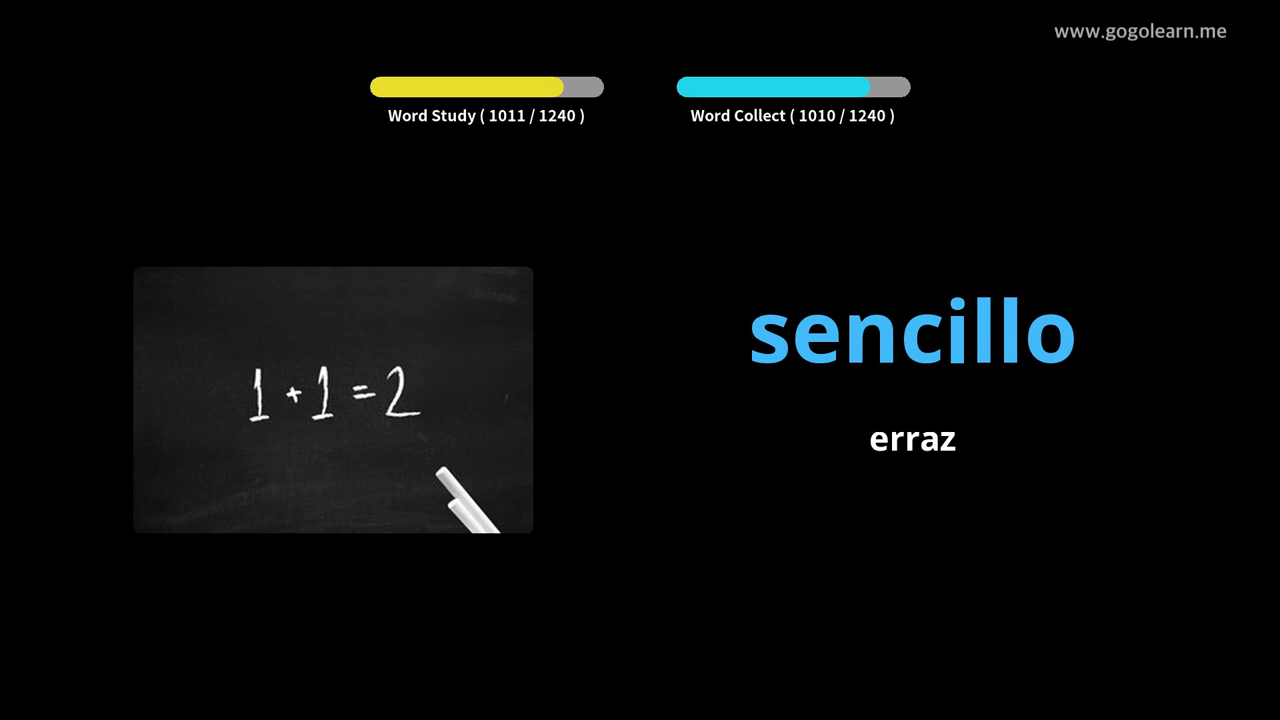 www.gogolearn.me
Word Study ( 1011 / 1240 )
Word Collect ( 1010 / 1240 )
1 + 1 = 2
sencillo
erraz